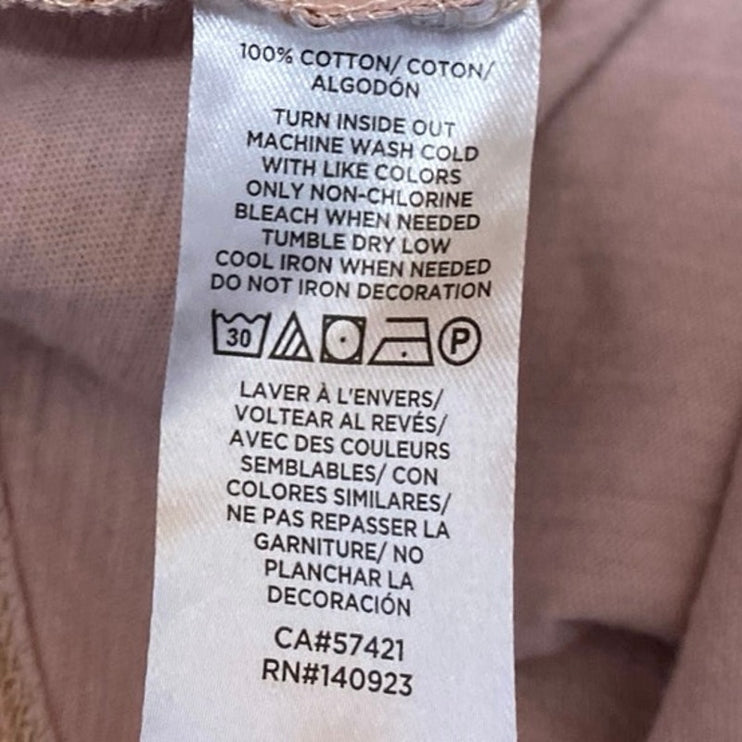 100% COTTON/ COTON/
ALGODÓN
TURN INSIDE OUT
MACHINE WASH COLD
WITH LIKE COLORS
ONLY NON-CHLORINE
BLEACH WHEN NEEDED
TUMBLE DRY LOW
COOL IRON WHEN NEEDED
DO NOT IRON DECORATION
30 P
LAVER À L'ENVERS/
VOLTEAR AL REVÉS/
AVEC DES COULEURS
SEMBLABLES/ CON
COLORES SIMILARES/
NE PAS REPASSER LA
GARNITURE/ NO
PLANCHAR LA
DECORACIÓN
CA#57421
RN#140923